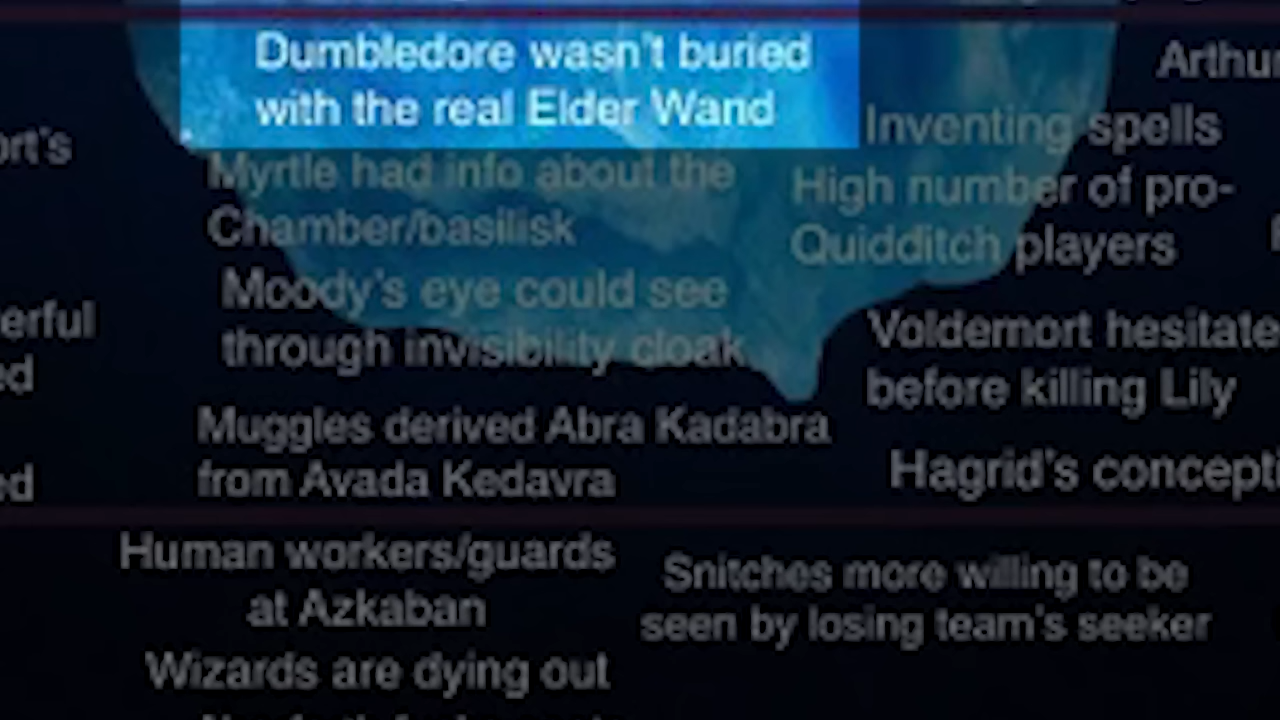 Dumbledore wasn't buried
with the real Elder Wand
Arthur
Inventing spells
ort's
Myrtle had info about the
Chamber/basilisk
High number of pro-
Quidditch players
Moody's eye could see
through invisibility cloak
erful
ed
Voldemort hesitate
before killing Lily
Muggles derived Abra Kadabra
from Avada Kedavra
Hagrid's concepti
ed
Human workers/guards
at Azkaban
Snitches more willing to be
seen by losing team's seeker
Wizards are dying out